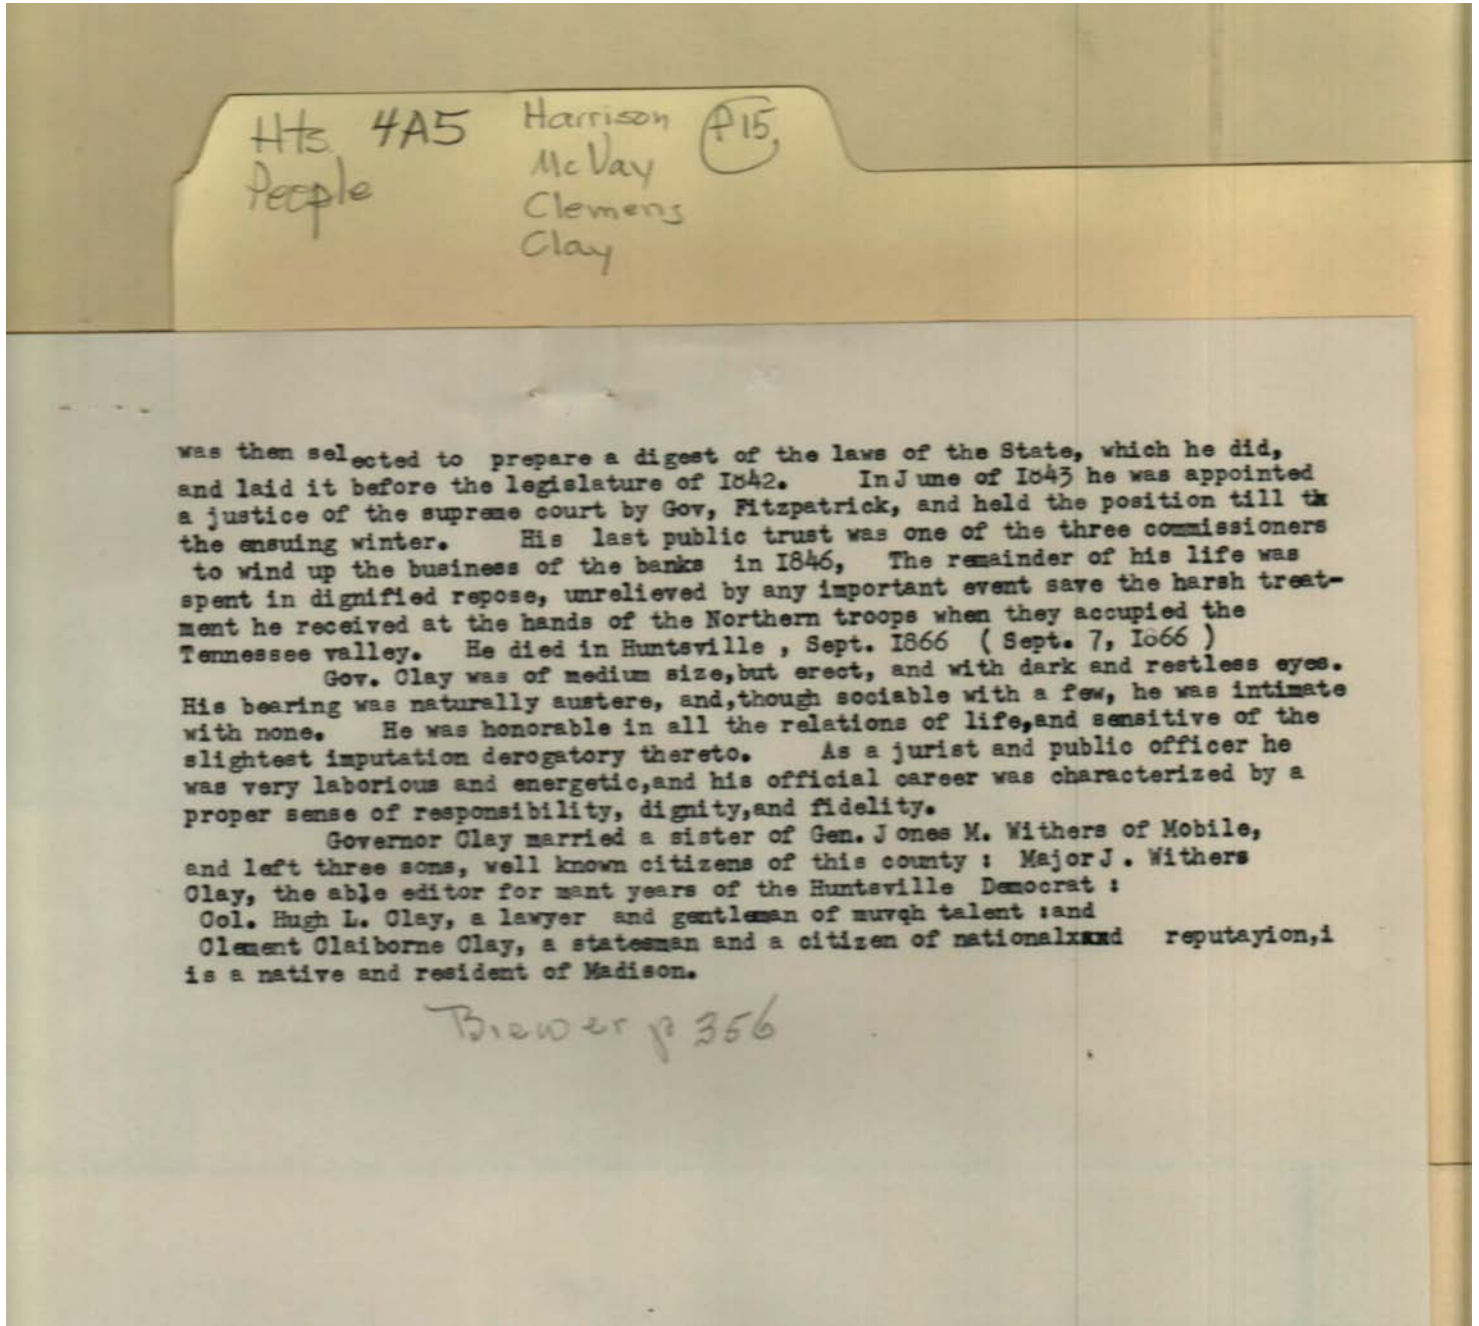 Hts. 4A5 Harrison P15
People McVay
Clemens
Clay
was then selected to prepare a digest of the laws of the State, which he did,
and laid it before the legislature of I842. InJ une of I843 he was appointed
a justice of the supreme court by Gov, Fitzpatrick, and held the position till th
the ensuing winter. His last public trust was one of the three commissioners
to wind up the business of the banks in I846, The remainder of his life was
spent in dignified repose, unrelieved by any important event save the harsh treat-
ment he received at the hands of the Northern troops when they accupied the
Tennessee valley. He died in Huntsville , Sept. I866 ( Sept. 7, I866 )
Gov. Clay was of medium size,but erect, and with dark and restless eyes.
His bearing was naturally austere, and,though sociable with a few, he was intimate
with none. He was honorable in all the relations of life,and sensitive of the
slightest imputation derogatory thereto. As a jurist and public officer he
was very laborious and energetic,and his official career was characterized by a
proper sense of responsibility, dignity,and fidelity.
Governor Clay married a sister of Gen. J ones M. Withers of Mobile,
and left three sons, well known citizens of this county : Major J . Withers
Clay, the able editor for mant years of the Huntsville Democrat :
Col. Hugh L. Clay, a lawyer and gentleman of muvqh talent :and
Clement Claiborne Clay, a statesman and a citizen of nationalxxxd reputayion,i
is a native and resident of Madison.
Brewer p 356